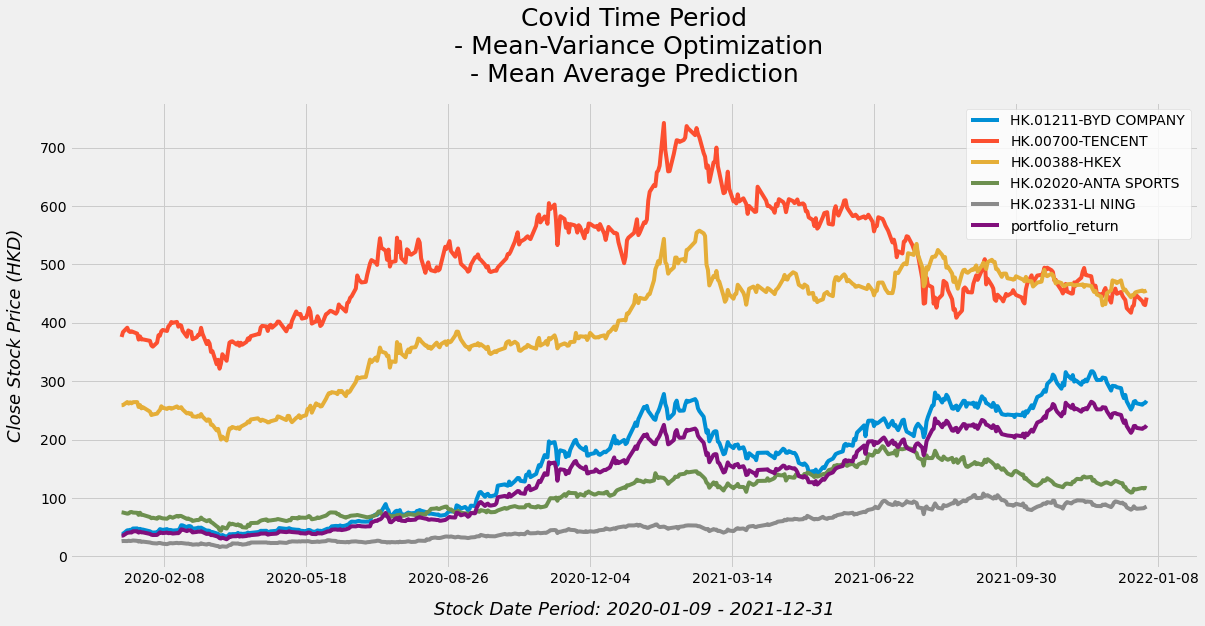 Covid Time Period
- Mean-Variance Optimization
- Mean Average Prediction
HK.01211-BYD COMPANY
HK.00700-TENCENT
HK.00388-HKEX
HK.02020-ANTA SPORTS
HK.02331-LI NING
portfolio_return
Close Stock Price (HKD)
700
600
500
400
300
200
100
0
2020-02-08
2020-05-18
2020-08-26
2020-12-04
2021-03-14
2021-06-22
2021-09-30
2022-01-08
Stock Date Period: 2020-01-09 - 2021-12-31